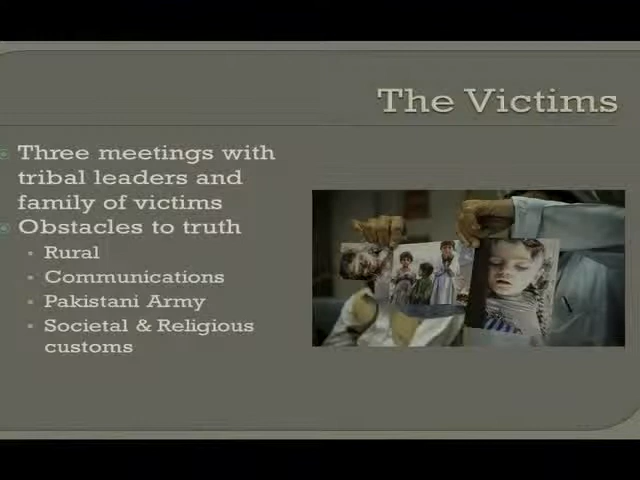 The Victims
Three meetings with
tribal leaders and
family of victims
Obstacles to truth
Rural
Communications
Pakistani Army
Societal & Religious
customs